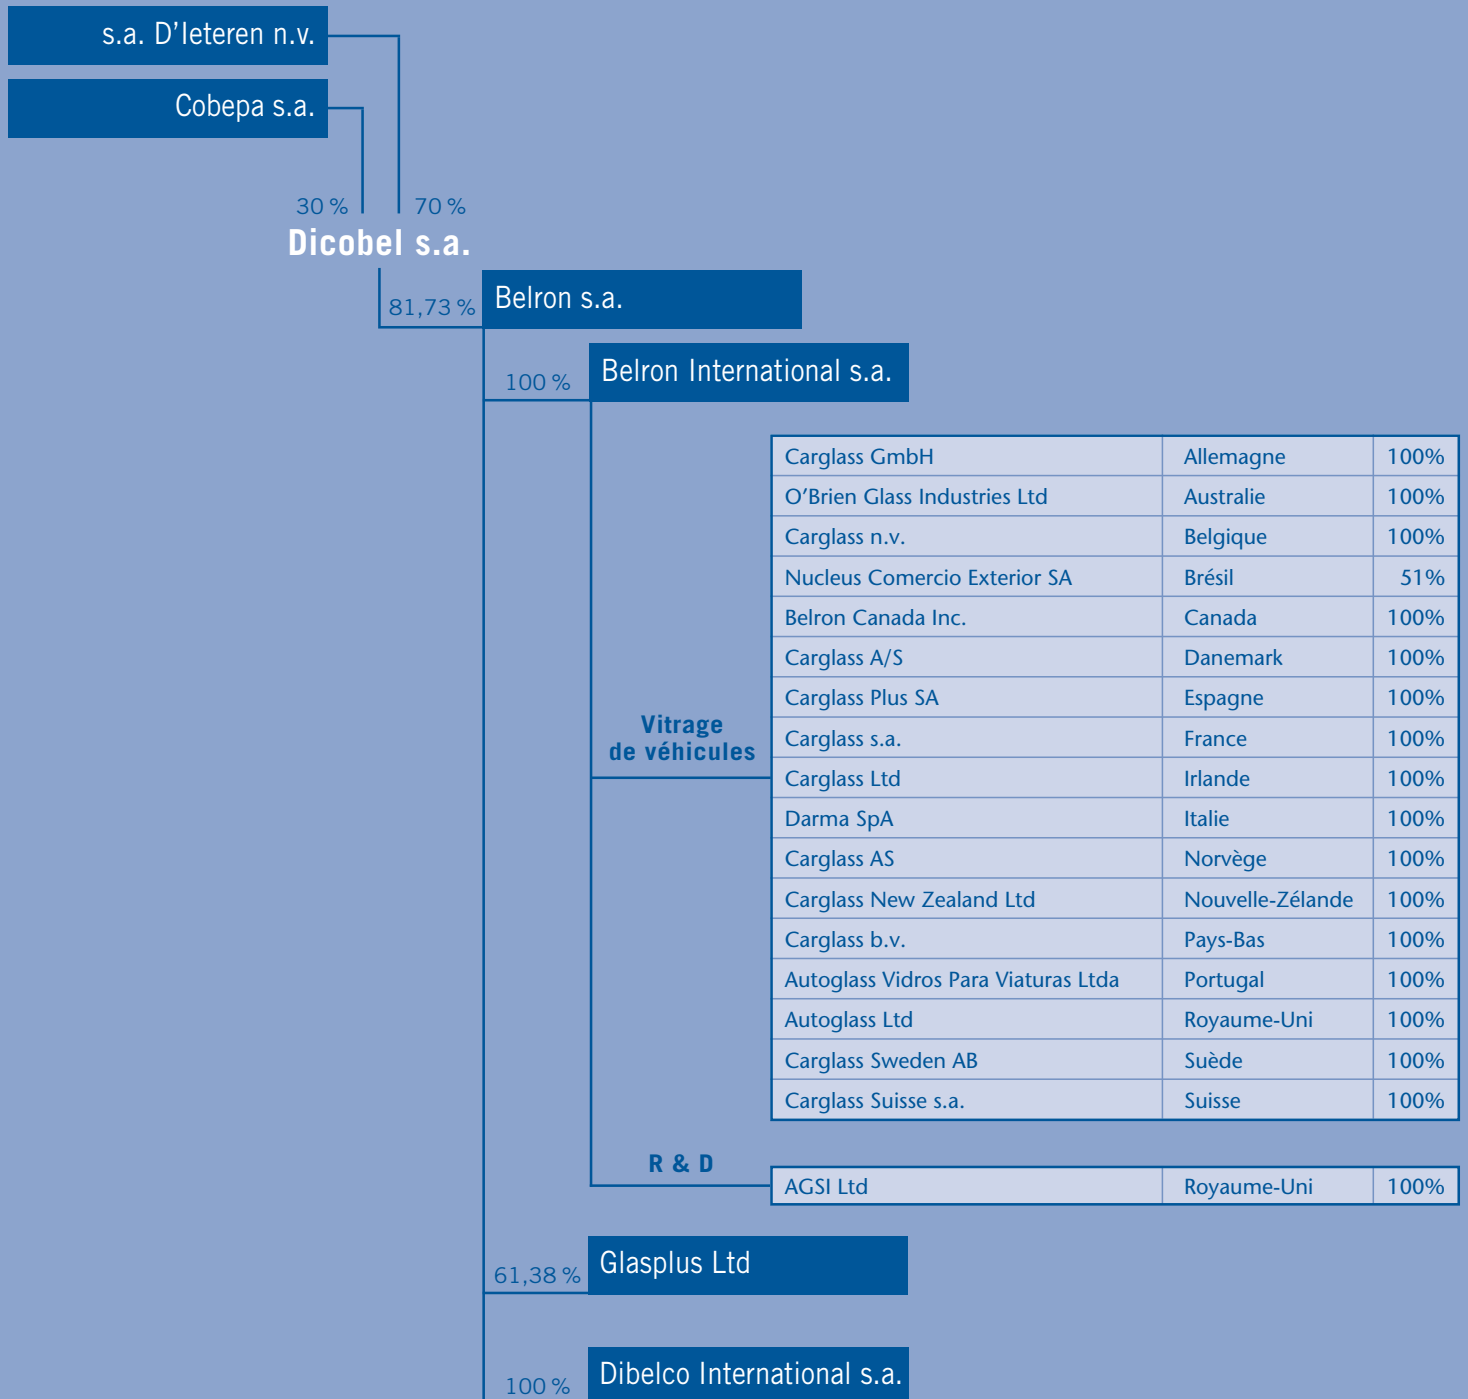 s.a. D’Ieteren n.v.
Cobepa s.a.
30 % 70 %
Dicobel s.a.
81,73 % Belron s.a.
100 % Belron International s.a.
Carglass GmbH Allemagne 100%
O’Brien Glass Industries Ltd Australie 100%
Carglass n.v. Belgique 100%
Nucleus Comercio Exterior SA Brésil 51%
Belron Canada Inc. Canada 100%
Carglass A/S Danemark 100%
Carglass Plus SA Espagne 100%
Vitrage
de véhicules
Carglass s.a. France 100%
Carglass Ltd Irlande 100%
Darma SpA Italie 100%
Carglass AS Norvège 100%
Carglass New Zealand Ltd Nouvelle-Zélande 100%
Carglass b.v. Pays-Bas 100%
Autoglass Vidros Para Viaturas Ltda Portugal 100%
Autoglass Ltd Royaume-Uni 100%
Carglass Sweden AB Suède 100%
Carglass Suisse s.a. Suisse 100%
R & D
AGSI Ltd Royaume-Uni 100%
61,38 % Glasplus Ltd
100 % Dibelco International s.a.